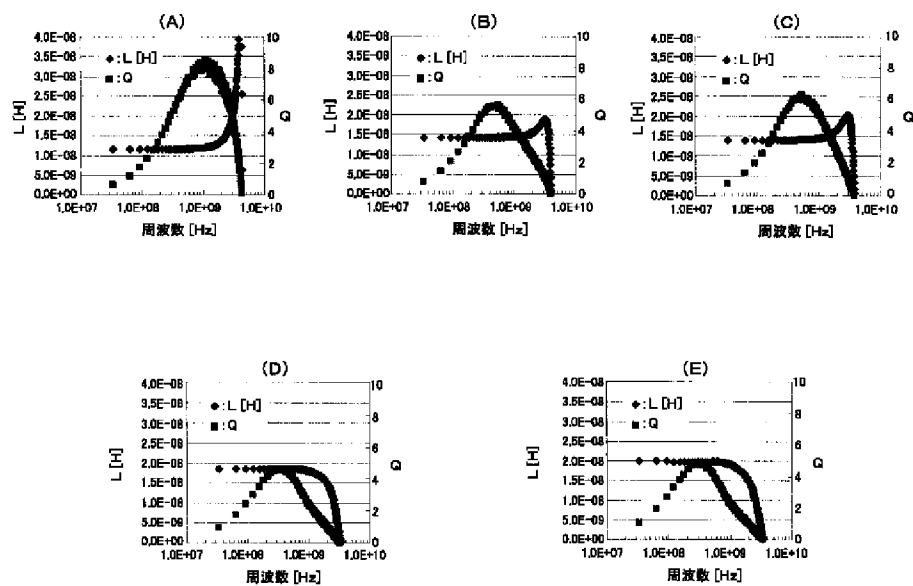 (A)
4.0E-08
3.5E-08
3.0E-08
2.5E-08
2.0E-08
1.5E-08
1.0E-08
5.0E-09
0.0E+00
L [H]
:L [H]
:Q
10
8
6
4
2
0
Q
1.0E+07 1.0E+08 1.0E+09 1.0E+10
周波数 [Hz]
(B)
4.0E-08
3.5E-08
3.0E-08
2.5E-08
2.0E-08
1.5E-08
1.0E-08
5.0E-09
0.0E+00
L [H]
:L [H]
:Q
10
8
6
4
2
0
Q
1.0E+07 1.0E+08 1.0E+09 1.0E+10
周波数 [Hz]
(C)
4.0E-08
3.5E-08
3.0E-08
2.5E-08
2.0E-08
1.5E-08
1.0E-08
5.0E-09
0.0E+00
L [H]
:L [H]
:Q
10
8
6
4
2
0
Q
1.0E+07 1.0E+08 1.0E+09 1.0E+10
周波数 [Hz]
(D)
4.0E-08
3.5E-08
3.0E-08
2.5E-08
2.0E-08
1.5E-08
1.0E-08
5.0E-09
0.0E+00
L [H]
:L [H]
:Q
10
8
6
4
2
0
Q
1.0E+07 1.0E+08 1.0E+09 1.0E+10
周波数 [Hz]
(E)
4.0E-08
3.5E-08
3.0E-08
2.5E-08
2.0E-08
1.5E-08
1.0E-08
5.0E-09
0.0E+00
L [H]
:L [H]
:Q
10
8
6
4
2
0
Q
1.0E+07 1.0E+08 1.0E+09 1.0E+10
周波数 [Hz]